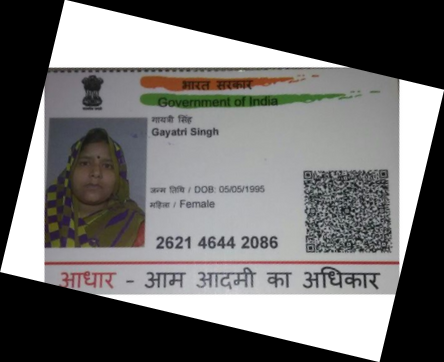 भारत सरकार
Government of India
गायत्री सिंह
Gayatri Singh
जन्म तिथि / DOB: 05/05/1995
महिला / Female
2621 4644 2086
आधार - आम आदमी का अधिकार